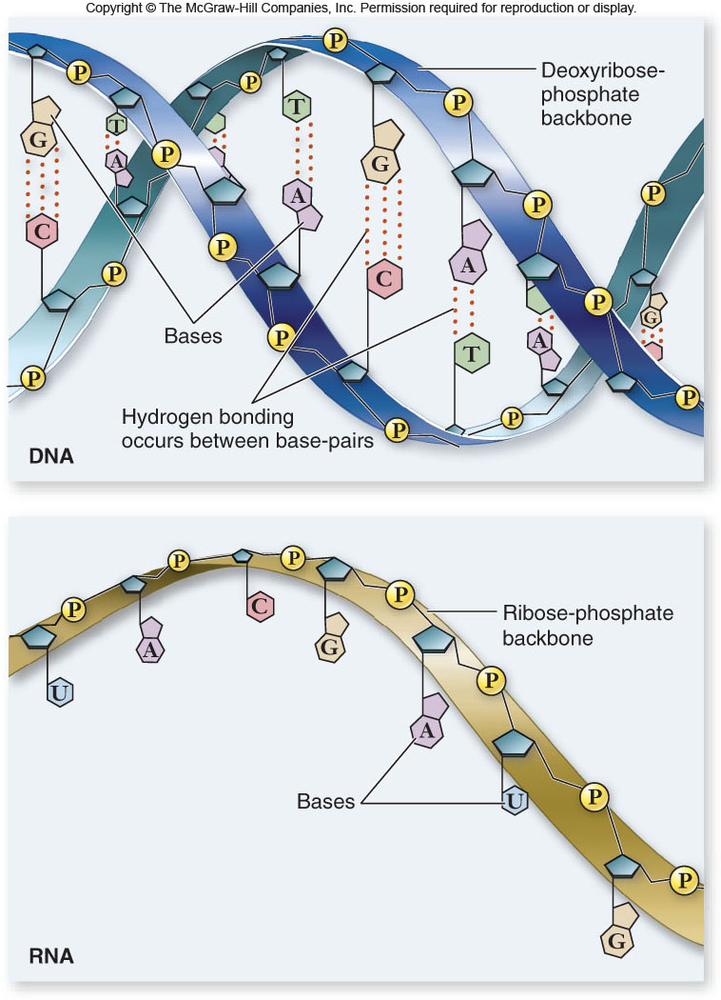 Copyright © The McGraw-Hill Companies, Inc. Permission required for reproduction or display.
P
P
T
G
A
C
P
P
P
T
A
P
P
P
G
C
P
A
T
P
P
A
P
P
G
P
P
Deoxyribose-
phosphate
backbone
Bases
Hydrogen bonding
occurs between base-pairs
DNA
U
P
A
P
C
P
G
P
A
P
U
P
G
P
Ribose-phosphate
backbone
Bases
RNA